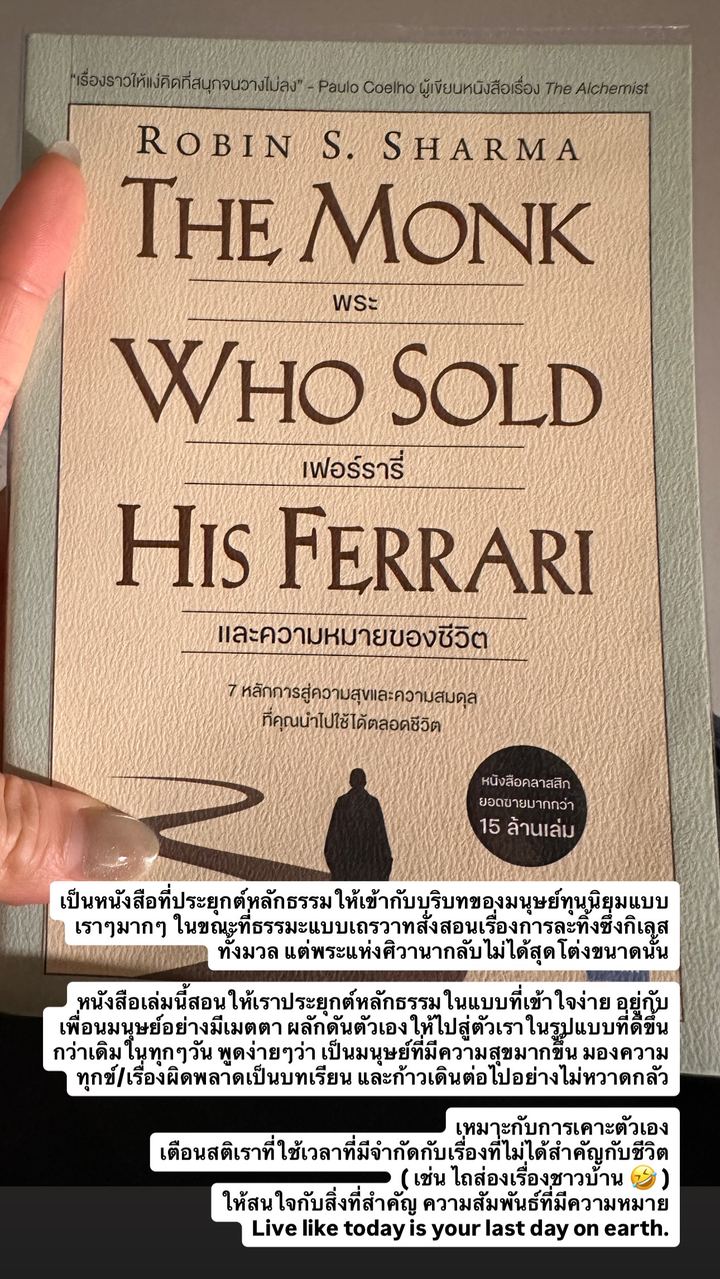 “เรื่องราวให้แง่คิดที่สนุกจนวางไม่ลง” - Paulo Coelho ผู้เขียนหนังสือเรื่อง The Alchemist
ROBIN S. SHARMA
THE MONK
พระ
WHO SOLD
เฟอร์รารี่
HIS FERRARI
และความหมายของชีวิต
7 หลักการสู่ความสุขและความสมดุล
ที่คุณนำไปใช้ได้ตลอดชีวิต
หนังสือคลาสสิก
ยอดขายมากกว่า
15 ล้านเล่ม
เป็นหนังสือที่ประยุกต์หลักธรรมให้เข้ากับบริบทของมนุษย์ทุนนิยมแบบ
เราๆมากๆ ในขณะที่ธรรมะแบบเถรวาทสั่งสอนเรื่องการละทิ้งซึ่งกิเลส
ทั้งมวล แต่พระแห่งศิวานากลับไม่ได้สุดโต่งขนาดนั้น
หนังสือเล่มนี้สอนให้เราประยุกต์หลักธรรมในแบบที่เข้าใจง่าย อยู่กับ
เพื่อนมนุษย์อย่างมีเมตตา ผลักดันตัวเองให้ไปสู่ตัวเราในรูปแบบที่ดีขึ้น
กว่าเดิมในทุกๆวัน พูดง่ายๆว่า เป็นมนุษย์ที่มีความสุขมากขึ้น มองความ
ทุกข์/เรื่องผิดพลาดเป็นบทเรียน และก้าวเดินต่อไปอย่างไม่หวาดกลัว
เหมาะกับการเคาะตัวเอง
เตือนสติเราที่ใช้เวลาที่มีจำกัดกับเรื่องที่ไม่ได้สำคัญกับชีวิต
( เช่น ไถส่องเรื่องชาวบ้าน 🤣 )
ให้สนใจกับสิ่งที่สำคัญ ความสัมพันธ์ที่มีความหมาย
Live like today is your last day on earth.